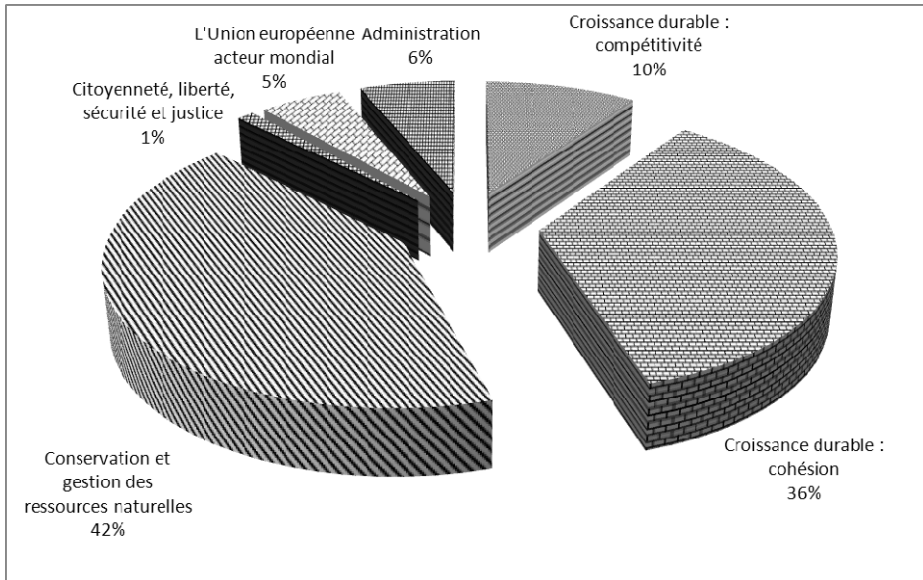 L'Union européenne
acteur mondial
5%
Administration
6%
Croissance durable :
compétitivité
10%
Citoyenneté, liberté,
sécurité et justice
1%
Croissance durable :
cohésion
36%
Conservation et
gestion des
ressources naturelles
42%